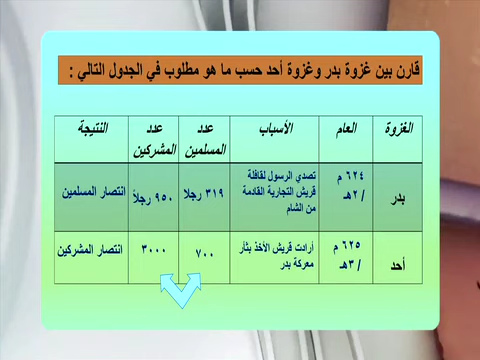 قارن بين غزوة بدر وغزوة أحد حسب ما هو مطلوب في الجدول التالي :
الغزوة العام الأسباب عدد المسلمين عدد المشركين النتيجة
بدر ٦٢٤ م / ٢هـ تصدي الرسول لقافلة قريش التجارية القادمة من الشام ٣١٩ رجلا ٩٥٠ رجلاً انتصار المسلمين
أحد ٦٢٥ م / ٣هـ أرادت قريش الأخذ بثأر معركة بدر ٧٠٠ ٣٠٠٠ انتصار المشركين